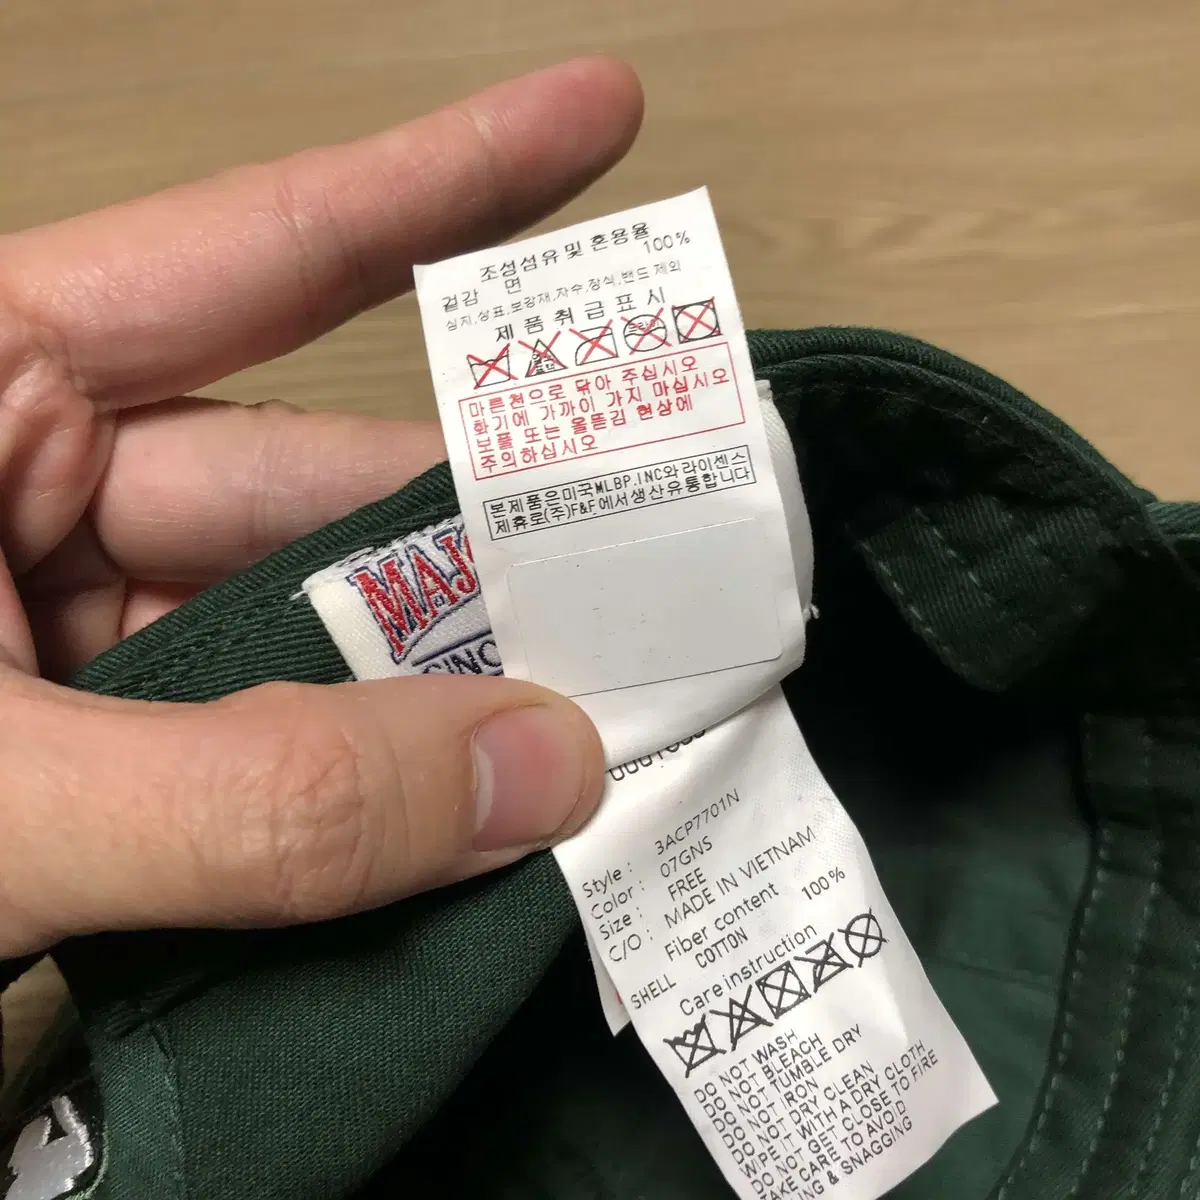 조성섬유 및 혼용율
겉감 면 100%
심지,상표,보강재,자수,장식,밴드 제외
제 품 취 급 표 시
마른천으로 닦아 주십시오
화기에 가까이 가지 마십시오
보풀 또는 올뜯김 현상에
주의하십시오
본제품은미국MLBP.INC와라이센스
제휴로(주)F&F에서생산유통합니다
SINC
Style : 3ACP7701N
Color : 07GNS
Size : FREE
C/O : MADE IN VIETNAM
Fiber content
SHELL COTTON 100%
Care instruction
DO NOT WASH
DO NOT BLEACH
DO NOT TUMBLE DRY
DO NOT IRON
DO NOT DRY CLEAN
WIPE IT WITH A DRY CLOTH
DO NOT GET CLOSE TO FIRE
TAKE CARE TO AVOID
ING & SNAGGING